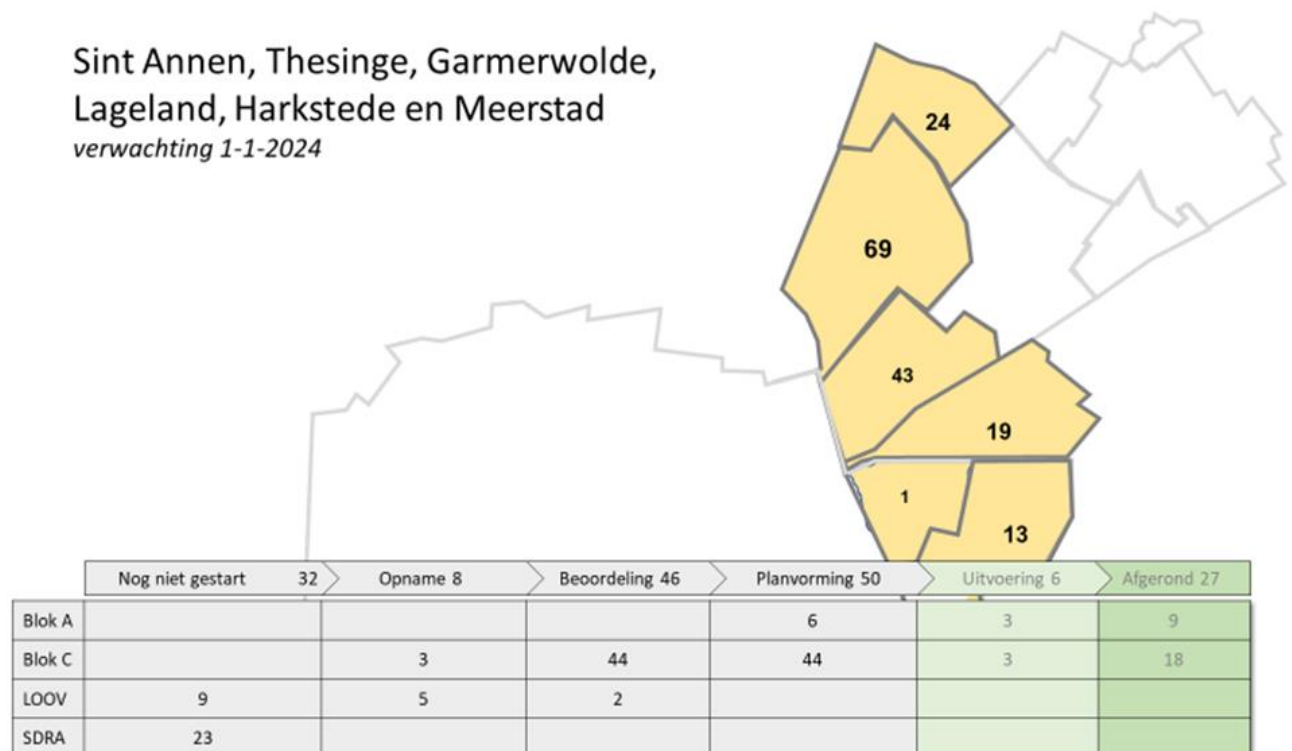 Sint Annen, Thesinge, Garmerwolde,
Lageland, Harkstede en Meerstad
verwachting 1-1-2024
24
69
43
19
1
13
Nog niet gestart 32 Opname 8 Beoordeling 46 Planvorming 50 Uitvoering 6 Afgerond 27
Blok A 6 3 9
Blok C 3 44 44 3 18
LOOV 9 5 2
SDRA 23